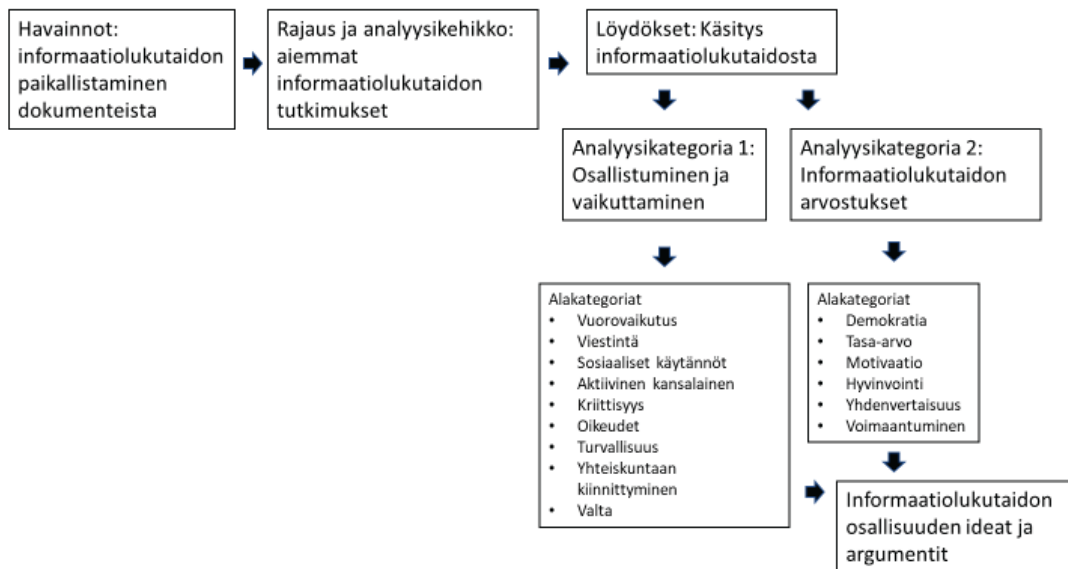 Havainnot:
informaatiolukutaidon
paikallistaminen
dokumenteista
Rajaus ja analyysikehikko:
aiemmat
informaatiolukutaidon
tutkimukset
Löydökset: Käsitys
informaatiolukutaidosta
Analyysikategoria 1:
Osallistuminen ja
vaikuttaminen
Analyysikategoria 2:
Informaatiolukutaidon
arvostukset
Alakategoriat
• Vuorovaikutus
• Viestintä
• Sosiaaliset käytännöt
• Aktiivinen kansalainen
• Kriittisyys
• Oikeudet
• Turvallisuus
• Yhteiskuntaan
kiinnittyminen
• Valta
Alakategoriat
• Demokratia
• Tasa-arvo
• Motivaatio
• Hyvinvointi
• Yhdenvertaisuus
• Voimaantuminen
Informaatiolukutaidon
osallisuuden ideat ja
argumentit